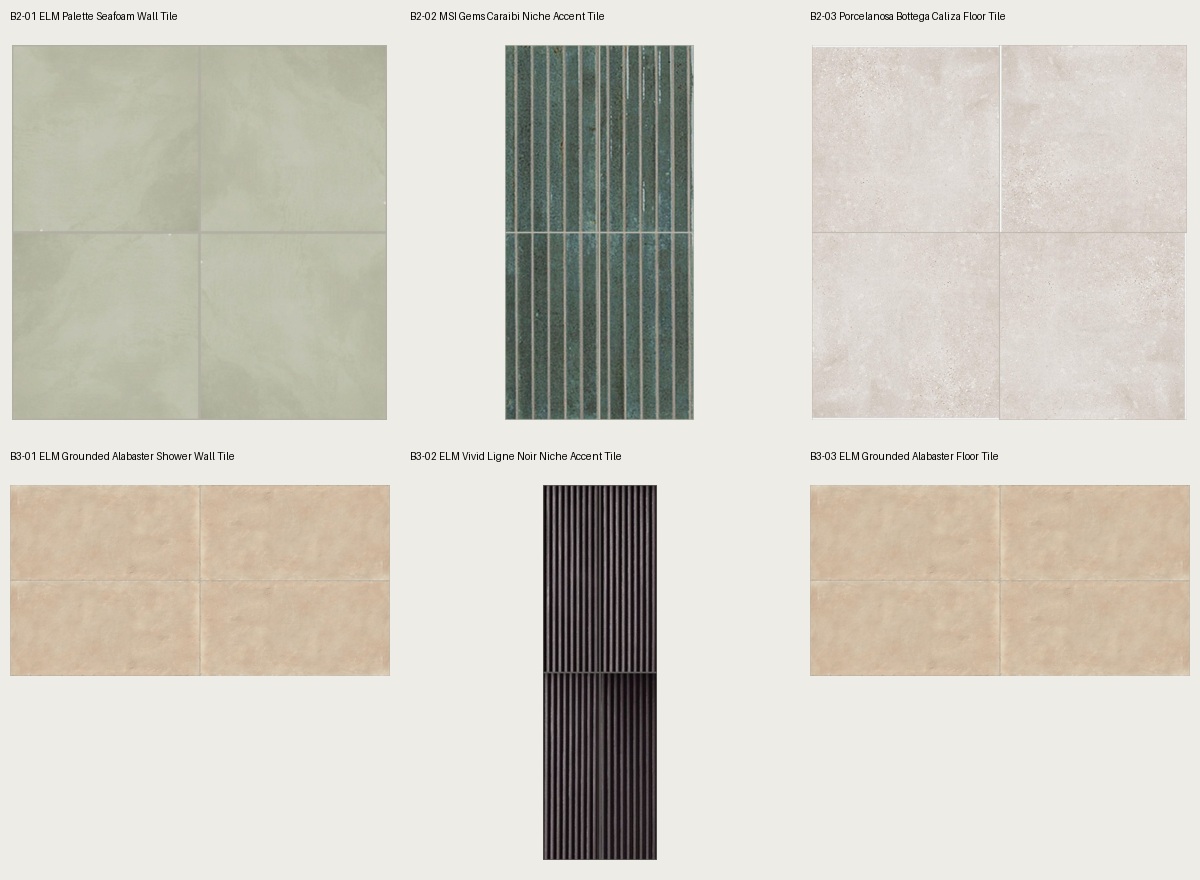 B2-01 ELM Palette Seafoam Wall Tile
B2-02 MSI Gems Caraibi Niche Accent Tile
B2-03 Porcelanosa Bottega Caliza Floor Tile
B3-01 ELM Grounded Alabaster Shower Wall Tile
B3-02 ELM Vivid Ligne Noir Niche Accent Tile
B3-03 ELM Grounded Alabaster Floor Tile